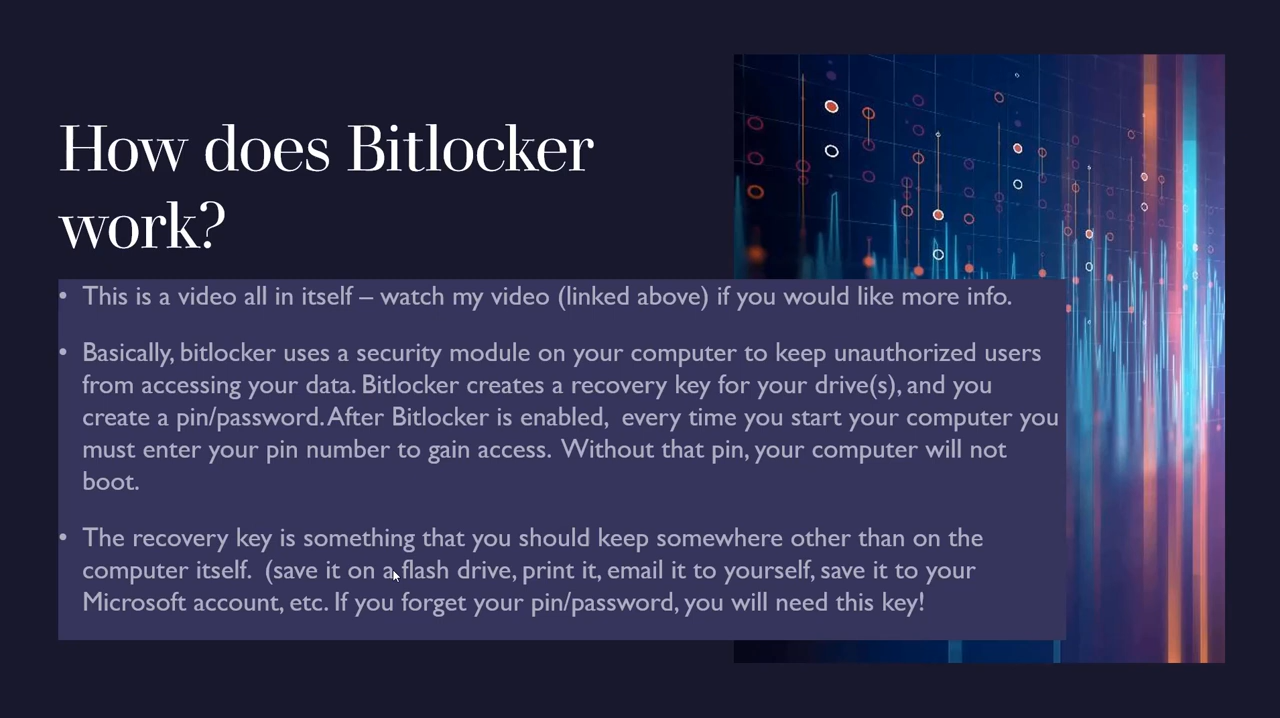 How does Bitlocker
work?
• This is a video all in itself – watch my video (linked above) if you would like more info.
• Basically, bitlocker uses a security module on your computer to keep unauthorized users
from accessing your data. Bitlocker creates a recovery key for your drive(s), and you
create a pin/password. After Bitlocker is enabled,  every time you start your computer you
must enter your pin number to gain access.  Without that pin, your computer will not
boot.
• The recovery key is something that you should keep somewhere other than on the
computer itself.  (save it on a flash drive, print it, email it to yourself, save it to your
Microsoft account, etc. If you forget your pin/password, you will need this key!